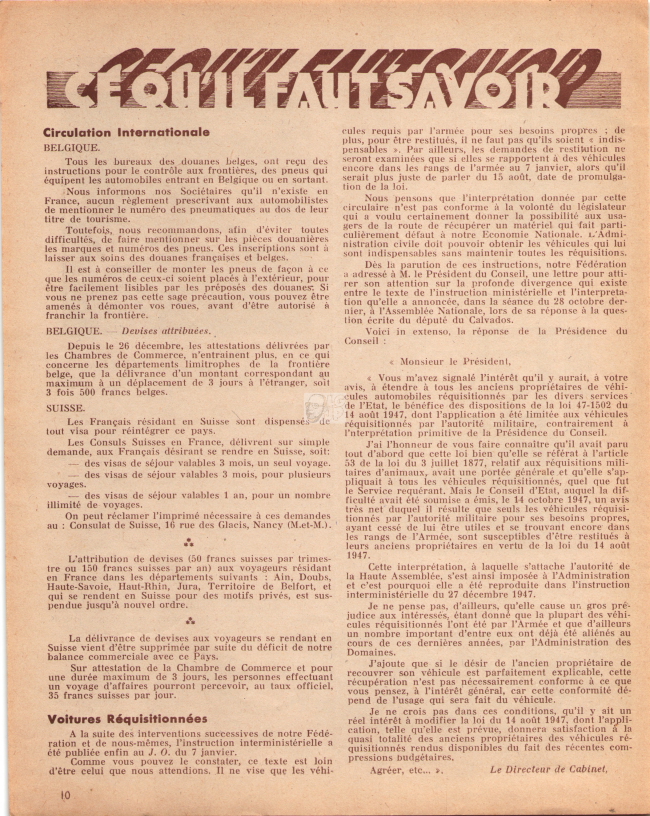 CE QU'IL FAUT SAVOIR
Circulation Internationale
BELGIQUE.
Tous les bureaux des douanes belges, ont reçu des
instructions pour le contrôle aux frontières, des pneus qui
équipent les automobiles entrant en Belgique ou en sortant.
Nous informons nos Sociétaires qu'il n'existe en
France, aucun règlement prescrivant aux automobilistes
de mentionner le numéro des pneumatiques au dos de leur
titre de tourisme.
Toutefois, nous recommandons, afin d'éviter toutes
difficultés, de faire mentionner sur les pièces douanières
les marques et numéros des pneus. Ces inscriptions sont à
laisser aux soins des douanes françaises et belges.
Il est à conseiller de monter les pneus de façon à ce
que les numéros de ceux-ci soient placés à l'extérieur, pour
être facilement lisibles par les préposés des douanes. Si
vous ne prenez pas cette sage précaution, vous pouvez être
amenés à démonter vos roues, avant d'être autorisé à
franchir la frontière.
BELGIQUE. — Devises attribuées.
Depuis le 26 décembre, les attestations délivrées par
les Chambres de Commerce, n'entrainent plus, en ce qui
concerne les départements limitrophes de la frontière
belge, que la délivrance d'un montant correspondant au
maximum à un déplacement de 3 jours à l'étranger, soit
3 fois 500 francs belges.
SUISSE.
Les Français résidant en Suisse sont dispensés de
tout visa pour réintégrer ce pays.
Les Consuls Suisses en France, délivrent sur simple
demande, aux Français désirant se rendre en Suisse, soit:
— des visas de séjour valables 3 mois, un seul voyage.
— des visas de séjour valables 3 mois, pour plusieurs
voyages.
— des visas de séjour valables 1 an, pour un nombre
illimité de voyages.
On peut réclamer l'imprimé nécessaire à ces demandes
au : Consulat de Suisse, 16 rue des Glacis, Nancy (M.et-M.).
L'attribution de devises (50 francs suisses par trimes-
tre ou 150 francs suisses par an) aux voyageurs résidant
en France dans les départements suivants : Ain, Doubs,
Haute-Savoie, Haut-Rhin, Jura, Territoire de Belfort, et
qui se rendent en Suisse pour des motifs privés, est sus-
pendue jusqu'à nouvel ordre.
La délivrance de devises aux voyageurs se rendant en
Suisse vient d'être supprimée par suite du déficit de notre
balance commerciale avec ce Pays.
Sur attestation de la Chambre de Commerce et pour
une durée maximum de 3 jours, les personnes effectuant
un voyage d'affaires pourront percevoir, au taux officiel,
35 francs suisses par jour.
Voitures Réquisitionnées
A la suite des interventions successives de notre Fédé-
ration et de nous-mêmes, l'instruction interministérielle a
été publiée enfin au J. O. du 7 janvier.
Comme vous pouvez le constater, ce texte est loin
d'être celui que nous attendions. Il ne vise que les véhi-
10
cules requis par l'armée pour ses besoins propres ; de
plus, pour être restitués, il ne faut pas qu'ils soient « indis-
pensables ». Par ailleurs, les demandes de restitution ne
seront examinées que si elles se rapportent à des véhicules
encore dans les rangs de l'armée au 7 janvier, alors qu'il
serait plus juste de parler du 15 août, date de promulga-
tion de la loi.
Nous pensons que l'interprétation donnée par cette
circulaire n'est pas conforme à la volonté du législateur
qui a voulu certainement donner la possibilité aux usa-
gers de la route de récupérer un matériel qui fait parti-
culièrement défaut à notre Economie Nationale. L'Admi-
nistration civile doit pouvoir obtenir les véhicules qui lui
sont indispensables sans maintenir toutes les réquisitions.
Dès la parution de ces instructions, notre Fédération
a adressé à M. le Président du Conseil, une lettre pour atti-
rer son attention sur la profonde divergence qui existe
entre le texte de l'instruction ministérielle et l'interpréta-
tion qu'elle a annoncée, dans la séance du 28 octobre der-
nier, à l'Assemblée Nationale, lors de sa réponse à la ques-
tion écrite du député du Calvados.
Voici in extenso, la réponse de la Présidence du
Conseil :
« Monsieur le Président,
« Vous m'avez signalé l'intérêt qu'il y aurait, à votre
avis, à étendre à tous les anciens propriétaires de véhi-
cules automobiles réquisitionnés par les divers services
de l'Etat, le bénéfice des dispositions de la loi 47-1502 du
14 août 1947, dont l'application a été limitée aux véhicules
réquisitionnés par l'autorité militaire, contrairement à
l'nterprétation primitive de la Présidence du Conseil.
J'ai l'honneur de vous faire connaître qu'il avait paru
tout d'abord que cette loi bien qu'elle se référât à l'article
53 de la loi du 3 juillet 1877, relatif aux réquisitions mili-
taires d'animaux, avait une portée générale et qu'elle s'ap-
pliquait à tous les véhicules réquisitionnés, quel que fut
le Service requérant. Mais le Conseil d'Etat, auquel la dif-
ficulté avait été soumise a émis, le 14 octobre 1947, un avis
très net duquel il résulte que seuls les véhicules réquisi-
tionnés par l'autorité militaire pour ses besoins propres,
ayant cessé de lui être utiles et se trouvant encore dans
les rangs de l'Armée, sont susceptibles d'être restitués à
leurs anciens propriétaires en vertu de la loi du 14 août
1947.
Cette interprétation, à laquelle s'attache l'autorité de
la Haute Assemblée, s'est ainsi imposée à l'Administration
et c'est pourquoi elle a été reproduite dans l'instruction
interministérielle du 27 décembre 1947.
Je ne pense pas, d'ailleurs, qu'elle cause un gros pré-
judice aux intéressés, étant donné que la plupart des véhi-
cules réquisitionnés l'ont été par l'Armée et que d'ailleurs
un nombre important d'entre eux ont déjà été aliénés au
cours de ces dernières années, par l'Administration des
Domaines.
J'ajoute que si le désir de l'ancien propriétaire de
recouvrer son véhicule est parfaitement explicable, cette
récupération n'est pas nécessairement conforme à ce que
vous pensez, à l'intérêt général, car cette conformité dé-
pend de l'usage qui sera fait du véhicule.
Je ne crois pas dans ces conditions, qu'il y ait un
réel intérêt à modifier la loi du 14 août 1947, dont l'appli-
cation, telle qu'elle est prévue, donnera satisfaction à la
quasi totalité des anciens propriétaires des véhicules ré-
quisitionnés rendus disponibles du fait des récentes com-
pressions budgétaires.
Agréer, etc... ». Le Directeur de Cabinet.